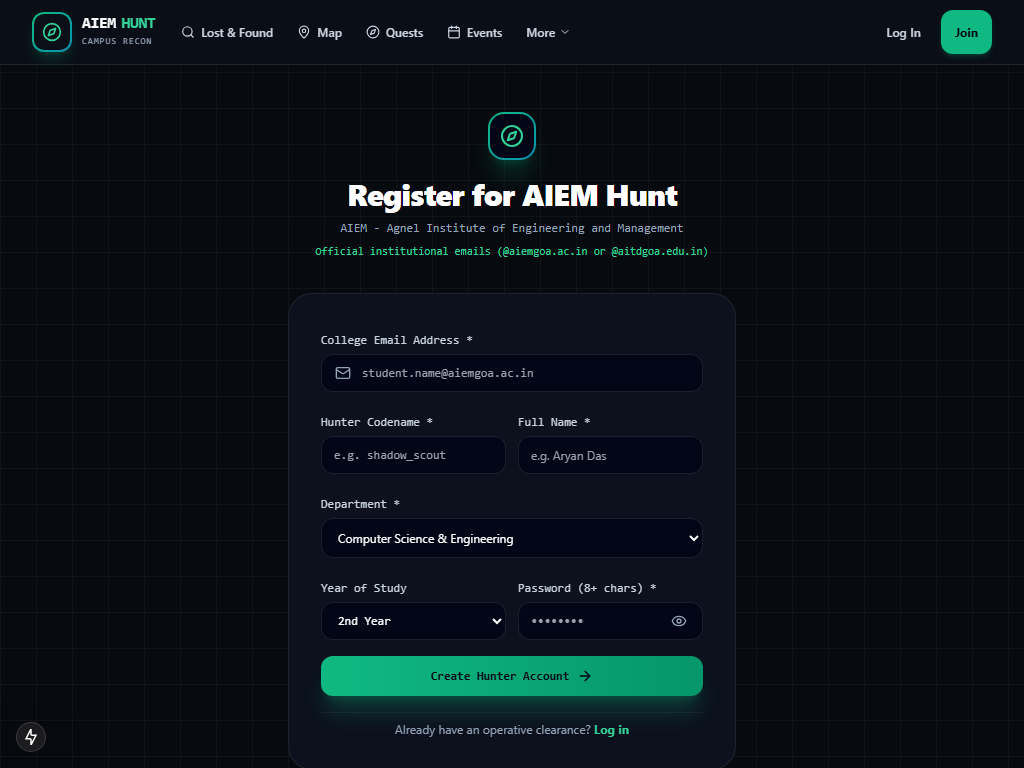 AIEM HUNT
CAMPUS RECON
Lost & Found
Map
Quests
Events
More
Log In
Join
Register for AIEM Hunt
AIEM - Agnel Institute of Engineering and Management
Official institutional emails (@aiemgoa.ac.in or @aitdgoa.edu.in)
College Email Address *
student.name@aiemgoa.ac.in
Hunter Codename *
Full Name *
e.g. shadow_scout
e.g. Aryan Das
Department *
Computer Science & Engineering
Year of Study
Password (8+ chars) *
2nd Year
••••••••
Create Hunter Account →
Already have an operative clearance? Log in